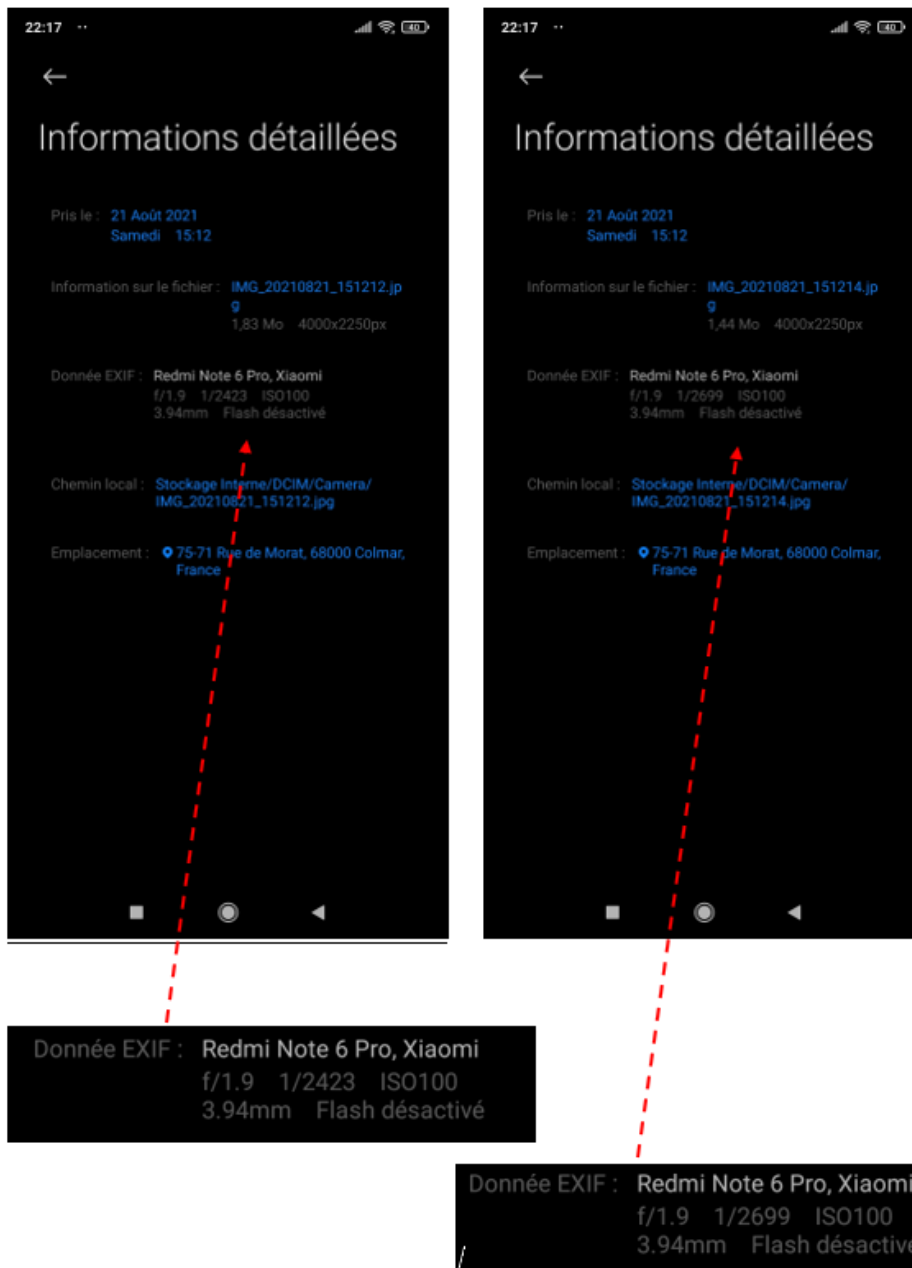 22:17 ··
40
Informations détaillées
Pris le : 21 Août 2021
Samedi 15:12
Information sur le fichier : IMG_20210821_151212.jp
g
1,83 Mo 4000x2250px
Donnée EXIF : Redmi Note 6 Pro, Xiaomi
f/1.9 1/2423 ISO100
3.94mm Flash désactivé
Chemin local : Stockage Interne/DCIM/Camera/
IMG_20210821_151212.jpg
Emplacement : 75-71 Rue de Morat, 68000 Colmar,
France
22:17 ··
40
Informations détaillées
Pris le : 21 Août 2021
Samedi 15:12
Information sur le fichier : IMG_20210821_151214.jp
g
1,44 Mo 4000x2250px
Donnée EXIF : Redmi Note 6 Pro, Xiaomi
f/1.9 1/2699 ISO100
3.94mm Flash désactivé
Chemin local : Stockage Interne/DCIM/Camera/
IMG_20210821_151214.jpg
Emplacement : 75-71 Rue de Morat, 68000 Colmar,
France
Donnée EXIF : Redmi Note 6 Pro, Xiaomi
f/1.9 1/2423 ISO100
3.94mm Flash désactivé
Donnée EXIF : Redmi Note 6 Pro, Xiaomi
f/1.9 1/2699 ISO100
3.94mm Flash désactivé